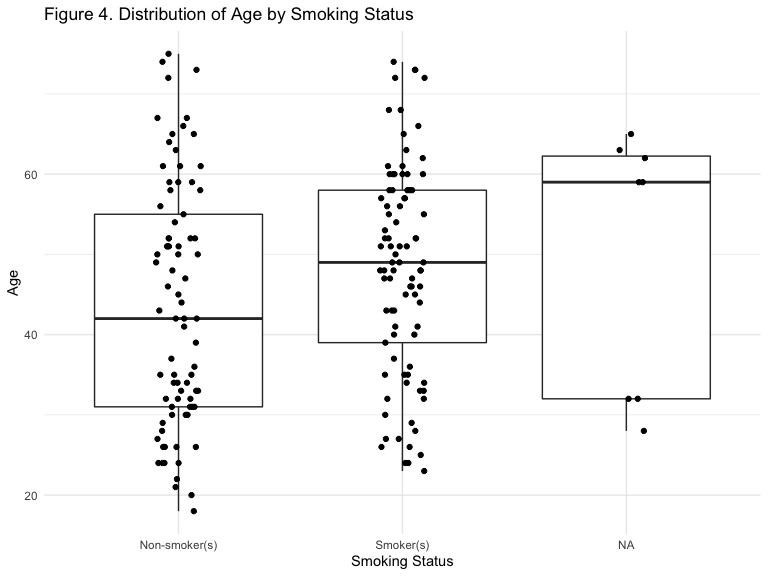 Figure 4. Distribution of Age by Smoking Status
Age
60
40
20
Non-smoker(s)
Smoker(s)
NA
Smoking Status